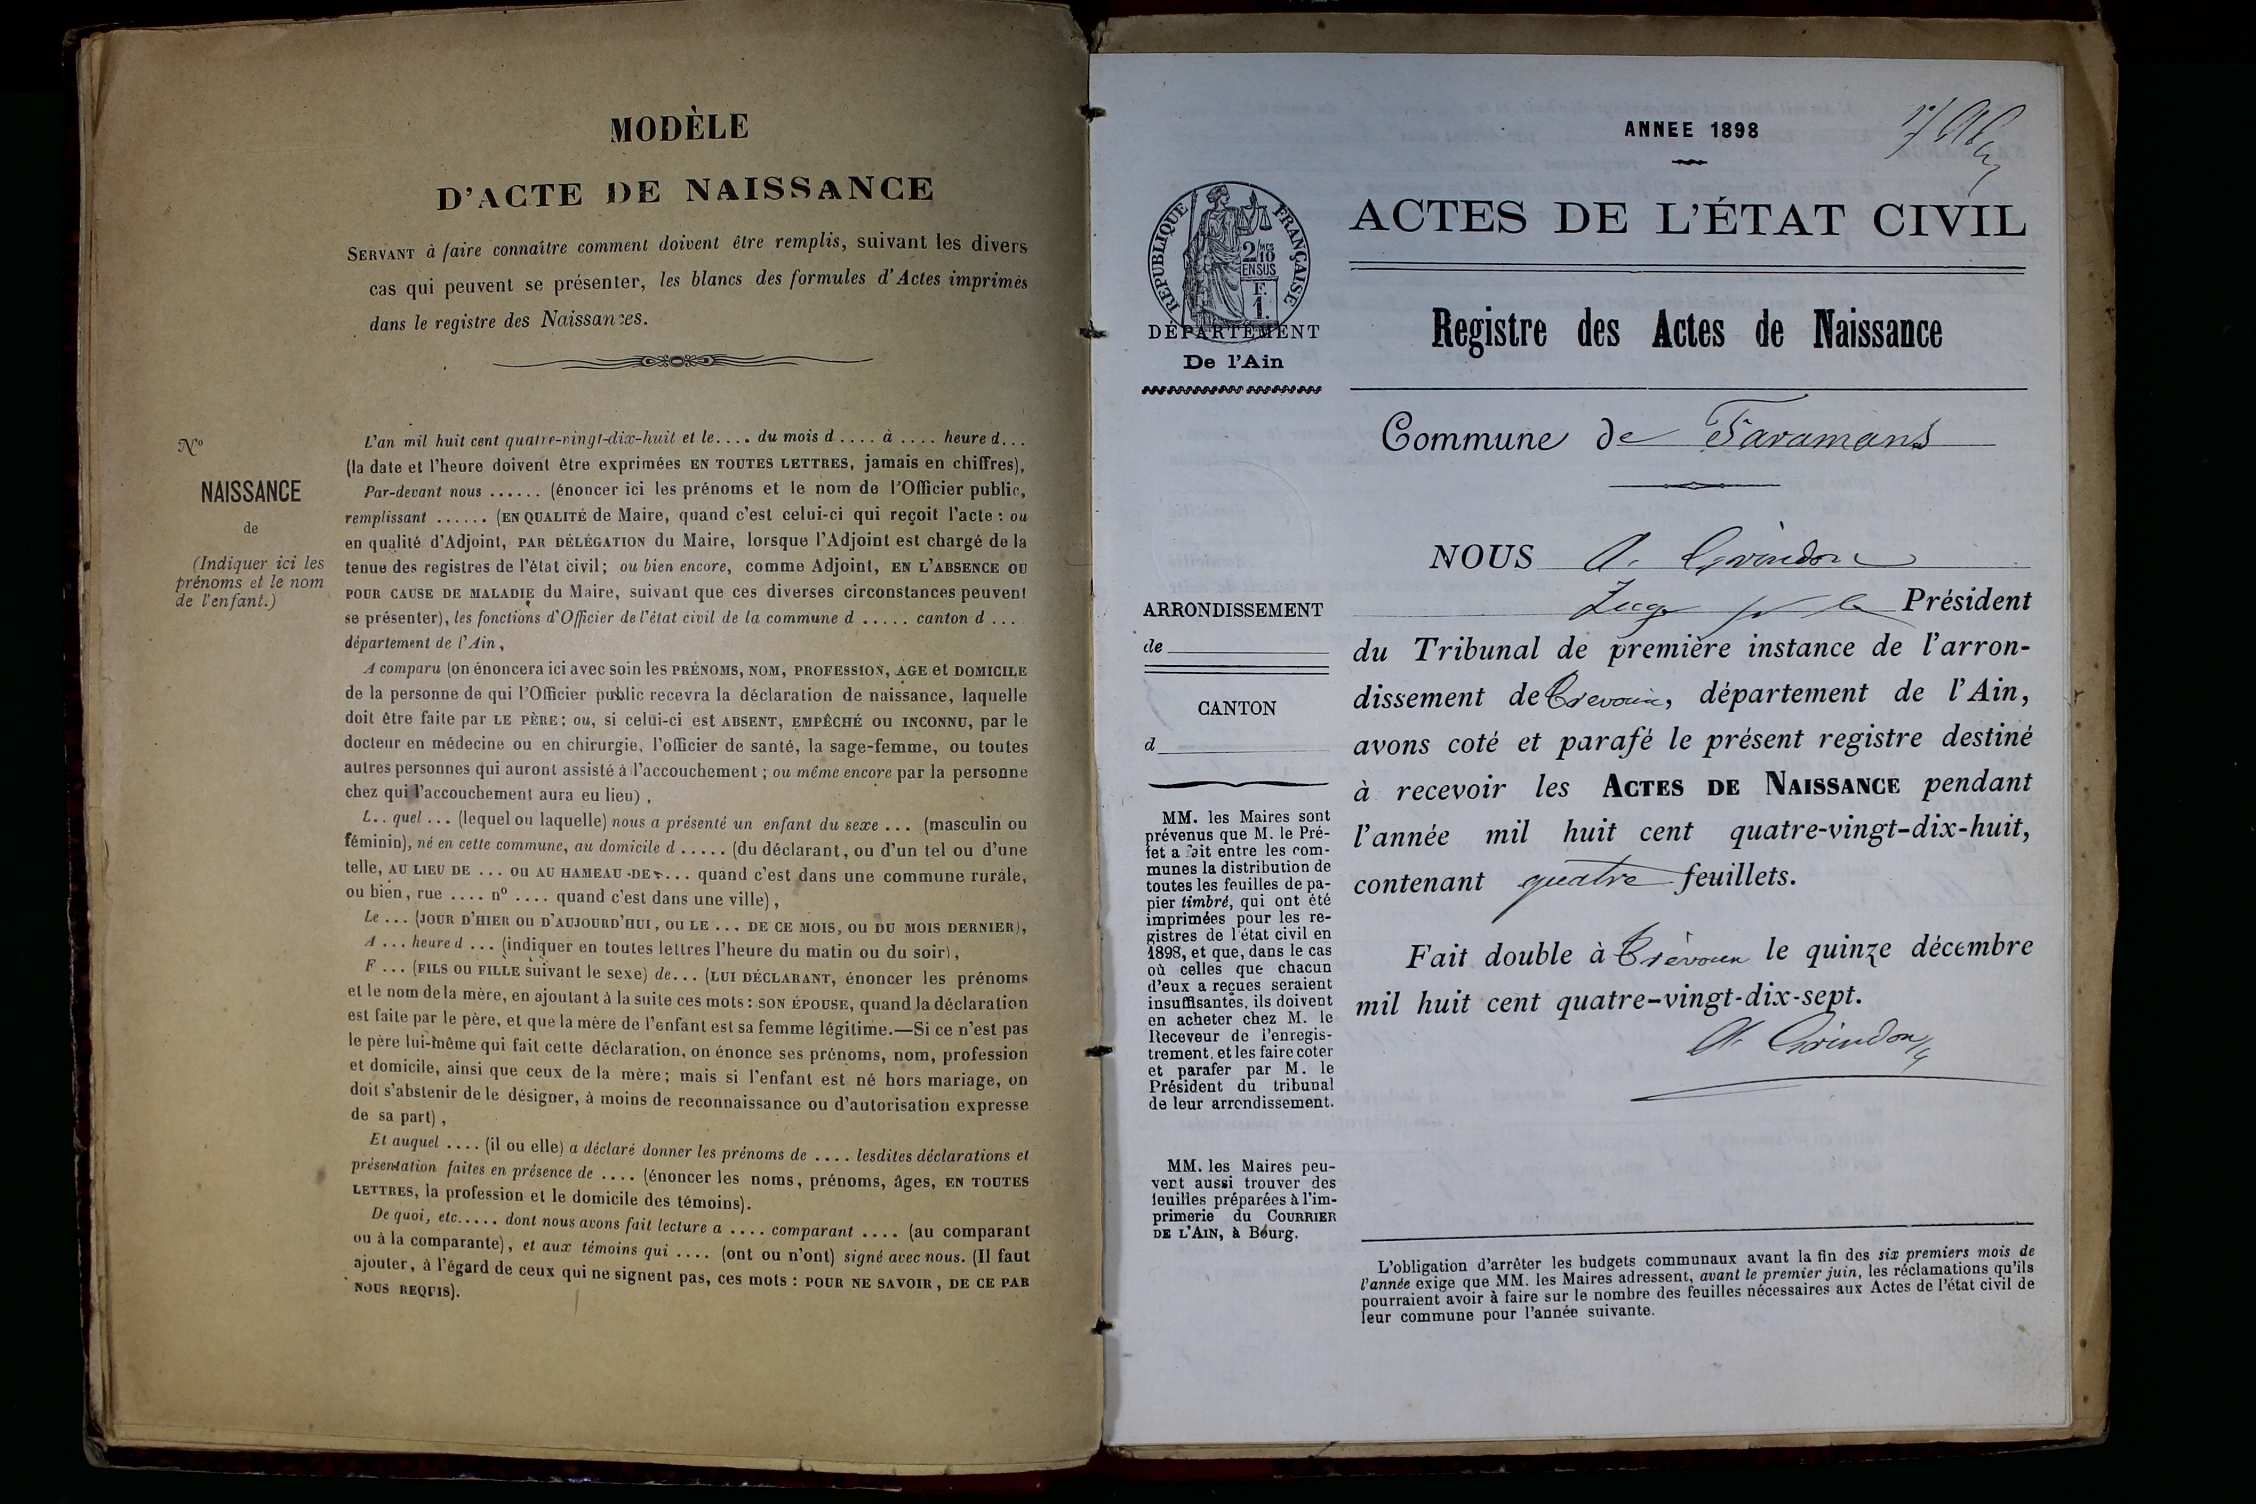 MODÈLE
D'ACTE DE NAISSANCE
SERVANT à faire connaître comment doivent être remplis, suivant les divers
cas qui peuvent se présenter, les blancs des formules d'Actes imprimés
dans le registre des Naissances.
No
NAISSANCE
de
(Indiquer ici les
prénoms et le nom
de l'enfant.)
L'an mil huit cent quatre-vingt-dix-huit et le.... du mois d .... à .... heure d...
(la date et l'heure doivent être exprimées EN TOUTES LETTRES, jamais en chiffres),
Par-devant nous ...... (énoncer ici les prénoms et le nom de l'Officier public,
remplissant ...... (EN QUALITÉ de Maire, quand c'est celui-ci qui reçoit l'acte : ou
en qualité d'Adjoint, PAR DÉLÉGATION du Maire, lorsque l'Adjoint est chargé de la
tenue des registres de l'état civil; ou bien encore, comme Adjoint, EN L'ABSENCE OU
POUR CAUSE DE MALADIE du Maire, suivant que ces diverses circonstances peuvent
se présenter), les fonctions d'Officier de l'état civil de la commune d ..... canton d ...
département de l'Ain,
A comparu (on énoncera ici avec soin les PRÉNOMS, NOM, PROFESSION, AGE et DOMICILE
de la personne de qui l'Officier public recevra la déclaration de naissance, laquelle
doit être faite par LE PÈRE; ou, si celui-ci est ABSENT, EMPÊCHÉ OU INCONNU, par le
docteur en médecine ou en chirurgie, l'officier de santé, la sage-femme, ou toutes
autres personnes qui auront assisté à l'accouchement ; ou même encore par la personne
chez qui l'accouchement aura eu lieu),
L.. quel ... (lequel ou laquelle) nous a présenté un enfant du sexe ... (masculin ou
féminin), né en cette commune, au domicile d ..... (du déclarant, ou d'un tel ou d'une
telle, AU LIEU DE ... OU AU HAMEAU DE ... quand c'est dans une commune rurale,
ou bien, rue .... no .... quand c'est dans une ville),
Le ... (JOUR D'HIER OU D'AUJOURD'HUI, OU LE ... DE CE MOIS, OU DU MOIS DERNIER),
A ... heure d ... (indiquer en toutes lettres l'heure du matin ou du soir),
F ... (FILS OU FILLE suivant le sexe) de... (LUI DÉCLARANT, énoncer les prénoms
et le nom de la mère, en ajoutant à la suite ces mots : SON ÉPOUSE, quand la déclaration
est faite par le père, et que la mère de l'enfant est sa femme légitime.—Si ce n'est pas
le père lui-même qui fait cette déclaration, on énonce ses prénoms, nom, profession
et domicile, ainsi que ceux de la mère; mais si l'enfant est né hors mariage, on
doit s'abstenir de le désigner, à moins de reconnaissance ou d'autorisation expresse
de sa part),
Et auquel .... (il ou elle) a déclaré donner les prénoms de .... lesdites déclarations et
présentation faites en présence de .... (énoncer les noms, prénoms, âges, EN TOUTES
LETTRES, la profession et le domicile des témoins).
De quoi, etc..... dont nous avons fait lecture a .... comparant .... (au comparant
ou à la comparante), et aux témoins qui .... (ont ou n'ont) signé avec nous. (Il faut
ajouter, à l'égard de ceux qui ne signent pas, ces mots : POUR NE SAVOIR, DE CE PAR
NOUS REQUIS).
ANNEE 1898
ACTES DE L'ÉTAT CIVIL
RÉPUBLIQUE FRANÇAISE
2/10 MES
EN SUS
F.
1.
DÉPARTEMENT
De l'Ain
Registre des Actes de Naissance
Commune de Faramans
NOUS A. Grindon
Juge pr le Président
du Tribunal de première instance de l'arron-
dissement de Trévoux, département de l'Ain,
avons coté et parafé le présent registre destiné
à recevoir les ACTES DE NAISSANCE pendant
l'année mil huit cent quatre-vingt-dix-huit,
contenant quatre feuillets.
Fait double à Trévoux le quinze décembre
mil huit cent quatre-vingt-dix-sept.
A. Grindon
ARRONDISSEMENT
de
CANTON
d
MM. les Maires sont
prévenus que M. le Pré-
fet a fait entre les com-
munes la distribution de
toutes les feuilles de pa-
pier timbré, qui ont été
imprimées pour les re-
gistres de l'état civil en
1898, et que, dans le cas
où celles que chacun
d'eux a reçues seraient
insuffisantes, ils doivent
en acheter chez M. le
Receveur de l'enregis-
trement, et les faire coter
et parafer par M. le
Président du tribunal
de leur arrondissement.
MM. les Maires peu-
vent aussi trouver des
feuilles préparées à l'im-
primerie du COURRIER
DE L'AIN, à Bourg.
L'obligation d'arrêter les budgets communaux avant la fin des six premiers mois de
l'année exige que MM. les Maires adressent, avant le premier juin, les réclamations qu'ils
pourraient avoir à faire sur le nombre des feuilles nécessaires aux Actes de l'état civil de
leur commune pour l'année suivante.